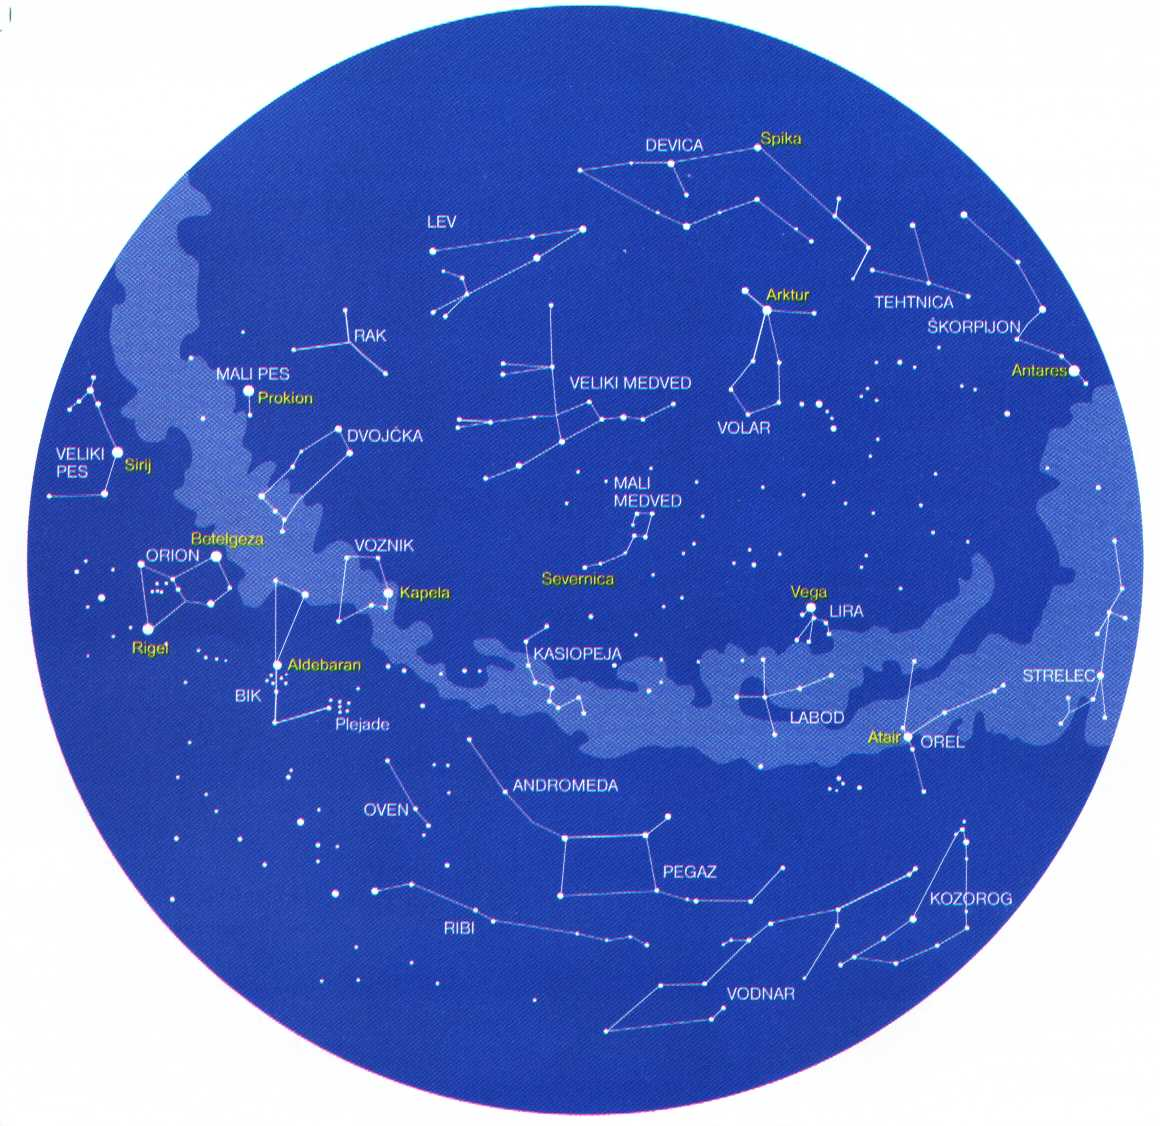 DEVICA
Spika
LEV
Arktur
TEHTNICA
ŠKORPIJON
RAK
MALI PES
Prokion
Antares
VELIKI MEDVED
VOLAR
DVOJČKA
VELIKI
PES
Sirij
MALI
MEDVED
Betelgeza
ORION
VOZNIK
Severnica
Kapela
Vega
LIRA
Rigel
KASIOPEJA
Aldebaran
STRELEC
BIK
Plejade
LABOD
Atair
OREL
ANDROMEDA
OVEN
PEGAZ
KOZOROG
RIBI
VODNAR